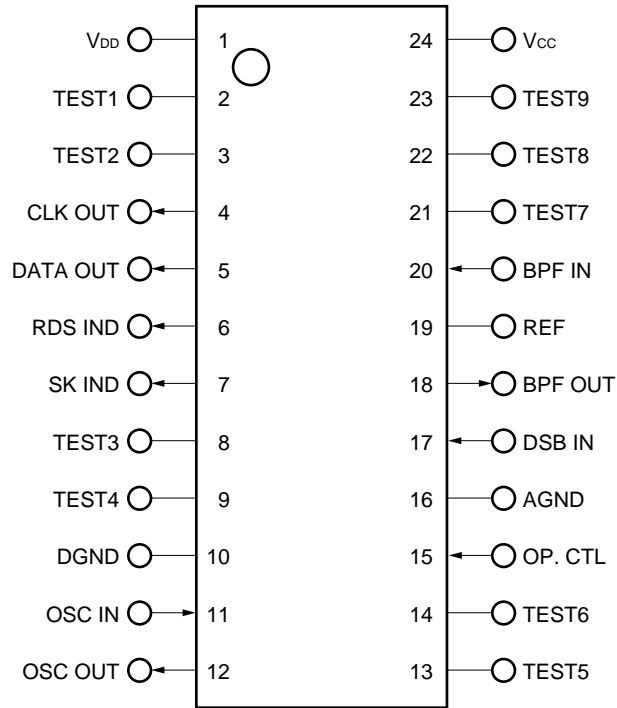 VDD 1 24 VCC
TEST1 2 23 TEST9
TEST2 3 22 TEST8
CLK OUT 4 21 TEST7
DATA OUT 5 20 BPF IN
RDS IND 6 19 REF
SK IND 7 18 BPF OUT
TEST3 8 17 DSB IN
TEST4 9 16 AGND
DGND 10 15 OP. CTL
OSC IN 11 14 TEST6
OSC OUT 12 13 TEST5